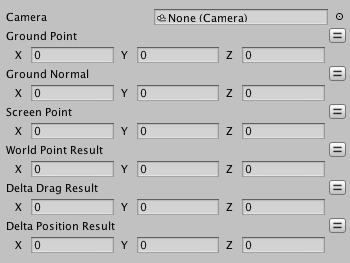 Camera None (Camera)
Ground Point
X 0 Y 0 Z 0
Ground Normal
X 0 Y 0 Z 0
Screen Point
X 0 Y 0 Z 0
World Point Result
X 0 Y 0 Z 0
Delta Drag Result
X 0 Y 0 Z 0
Delta Position Result
X 0 Y 0 Z 0